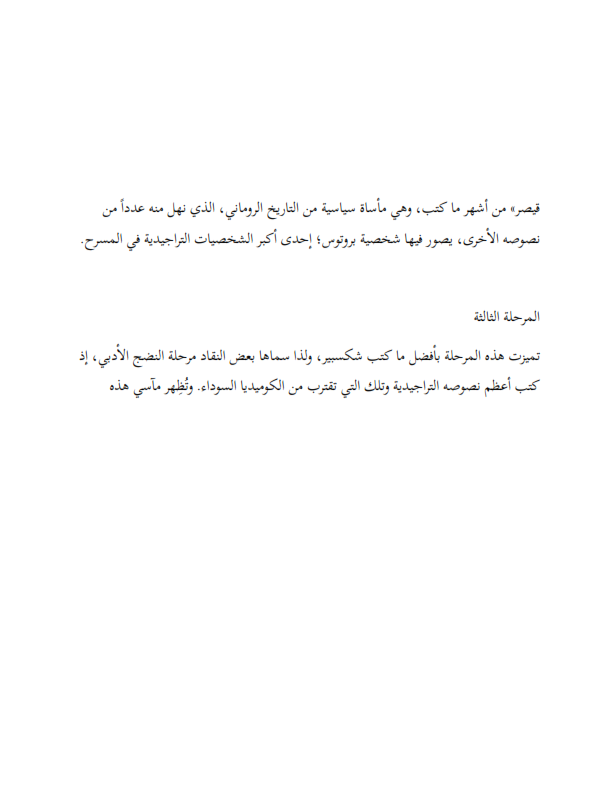 قيصر» من أشهر ما كتب، وهي مأساة سياسية من التاريخ الروماني، الذي نهل منه عدداً من
نصوصه الأخرى، يصور فيها شخصية بروتوس؛ إحدى أكبر الشخصيات التراجيدية في المسرح.
المرحلة الثالثة
تميزت هذه المرحلة بأفضل ما كتب شكسبير، ولذا سماها بعض النقاد مرحلة النضج الأدبي، إذ
كتب أعظم نصوصه التراجيدية وتلك التي تقترب من الكوميديا السوداء. وتُظهر مآسي هذه